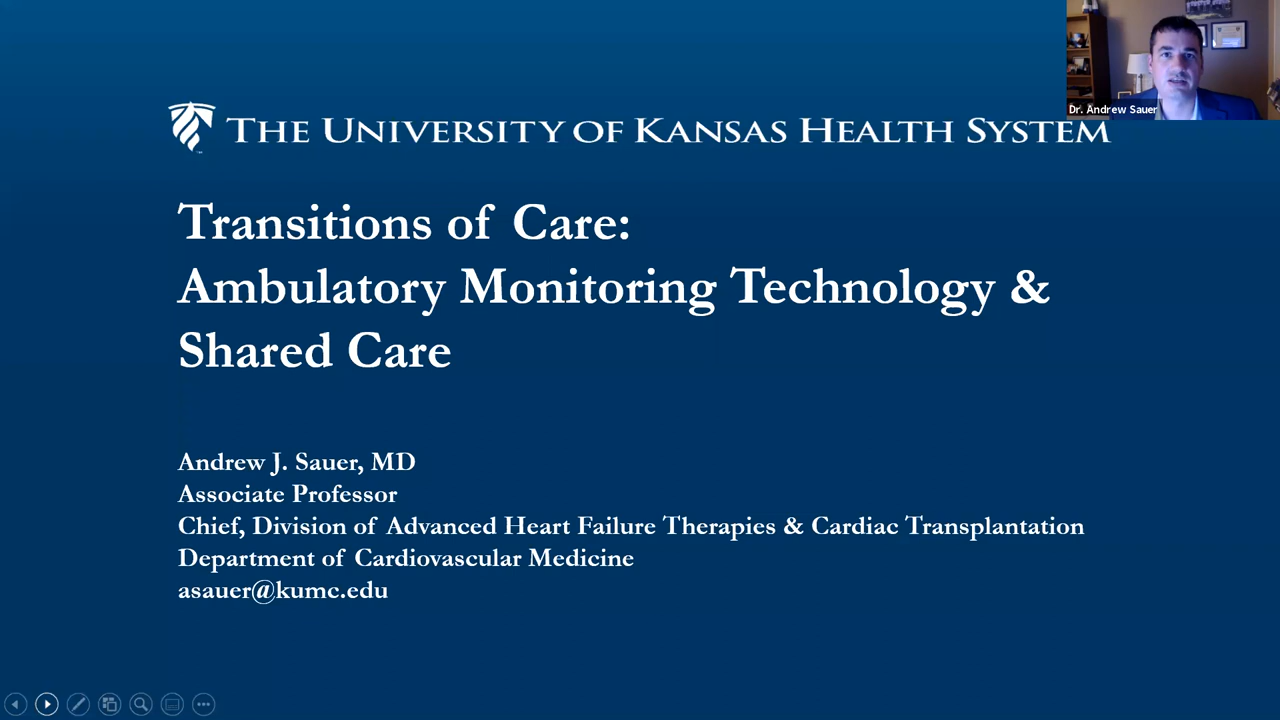 Dr. Andrew Sauer
THE UNIVERSITY OF KANSAS HEALTH SYSTEM
Transitions of Care:
Ambulatory Monitoring Technology &
Shared Care
Andrew J. Sauer, MD
Associate Professor
Chief, Division of Advanced Heart Failure Therapies & Cardiac Transplantation
Department of Cardiovascular Medicine
asauer@kumc.edu